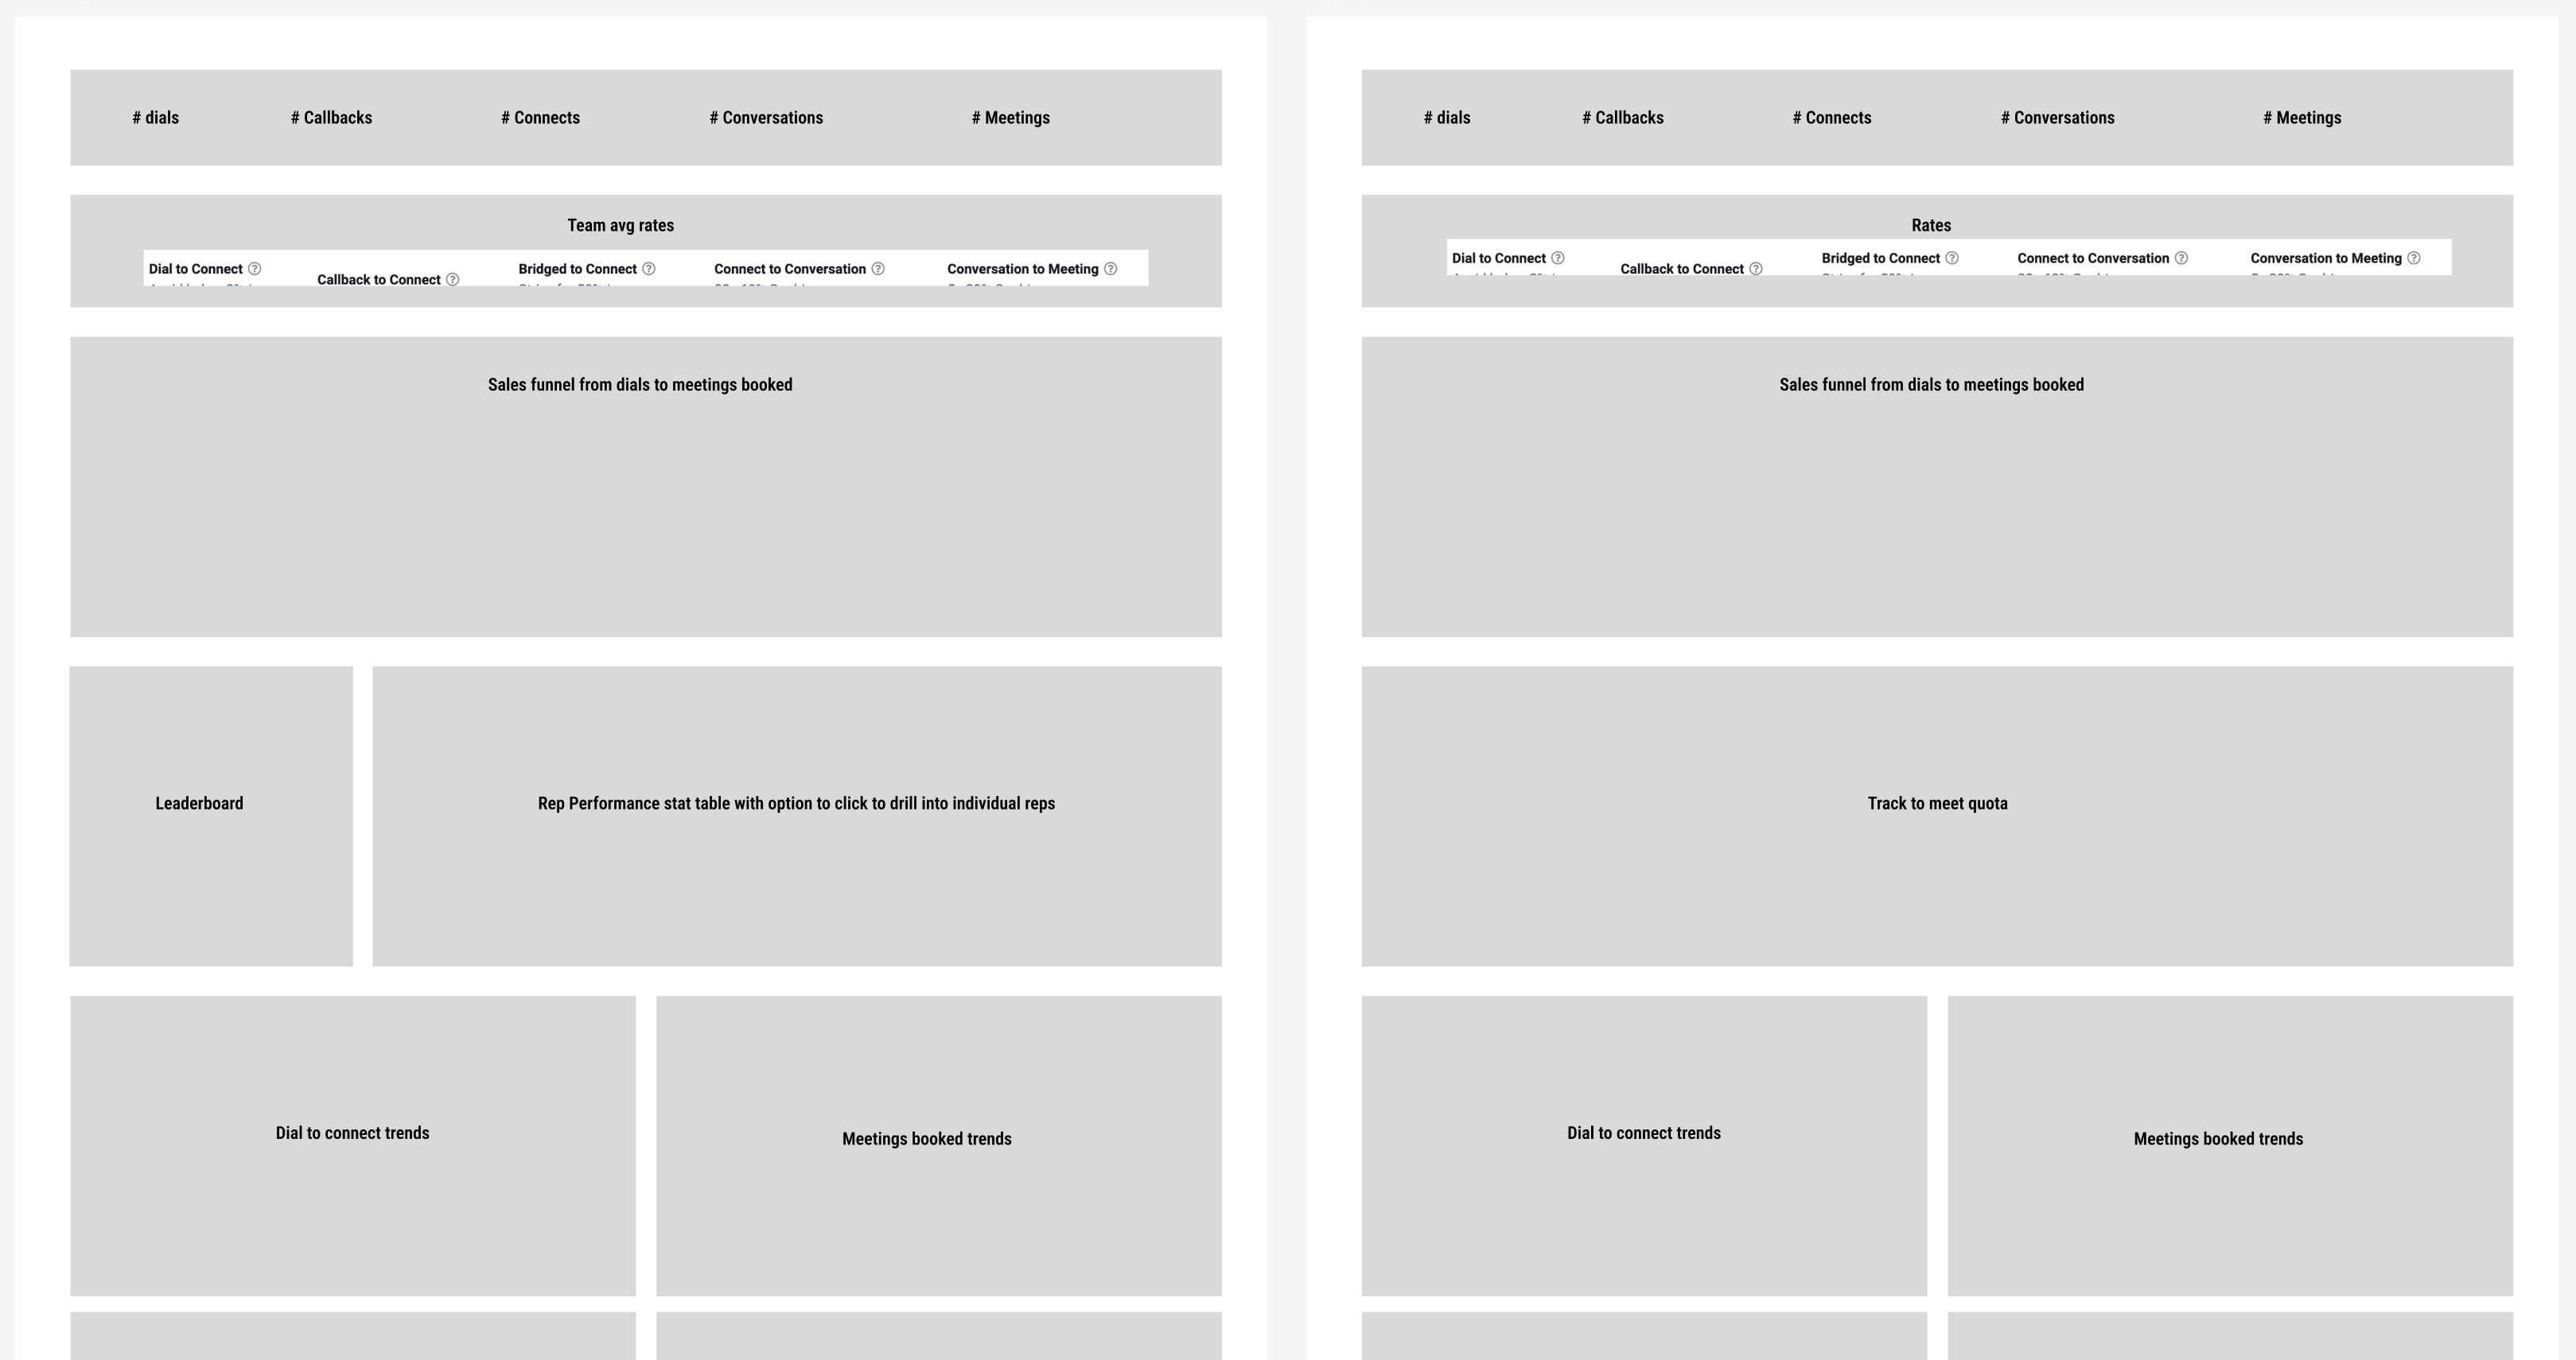 # dials
# Callbacks
# Connects
# Conversations
# Meetings
Team avg rates
Dial to Connect
Callback to Connect
Bridged to Connect
Connect to Conversation
Conversation to Meeting
Sales funnel from dials to meetings booked
Leaderboard
Rep Performance stat table with option to click to drill into individual reps
Dial to connect trends
Meetings booked trends
# dials
# Callbacks
# Connects
# Conversations
# Meetings
Rates
Dial to Connect
Callback to Connect
Bridged to Connect
Connect to Conversation
Conversation to Meeting
Sales funnel from dials to meetings booked
Track to meet quota
Dial to connect trends
Meetings booked trends